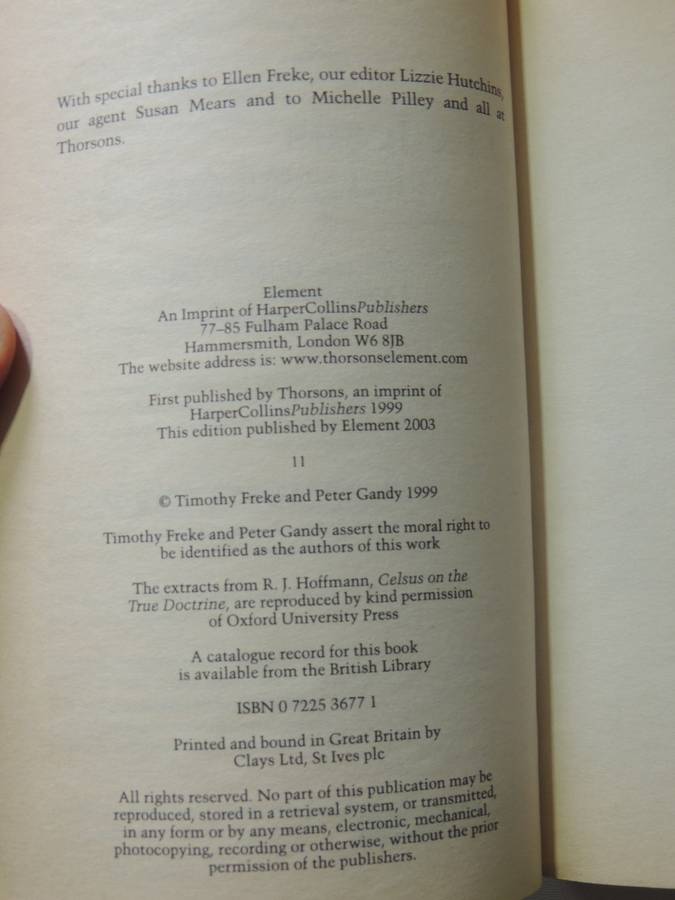 With special thanks to Ellen Freke, our editor Lizzie Hutchins,
our agent Susan Mears and to Michelle Pilley and all at
Thorsons.
Element
An Imprint of HarperCollinsPublishers
77–85 Fulham Palace Road
Hammersmith, London W6 8JB
The website address is: www.thorsonselement.com
First published by Thorsons, an imprint of
HarperCollinsPublishers 1999
This edition published by Element 2003
11
© Timothy Freke and Peter Gandy 1999
Timothy Freke and Peter Gandy assert the moral right to
be identified as the authors of this work
The extracts from R. J. Hoffmann, Celsus on the
True Doctrine, are reproduced by kind permission
of Oxford University Press
A catalogue record for this book
is available from the British Library
ISBN 0 7225 3677 1
Printed and bound in Great Britain by
Clays Ltd, St Ives plc
All rights reserved. No part of this publication may be
reproduced, stored in a retrieval system, or transmitted,
in any form or by any means, electronic, mechanical,
photocopying, recording or otherwise, without the prior
permission of the publishers.